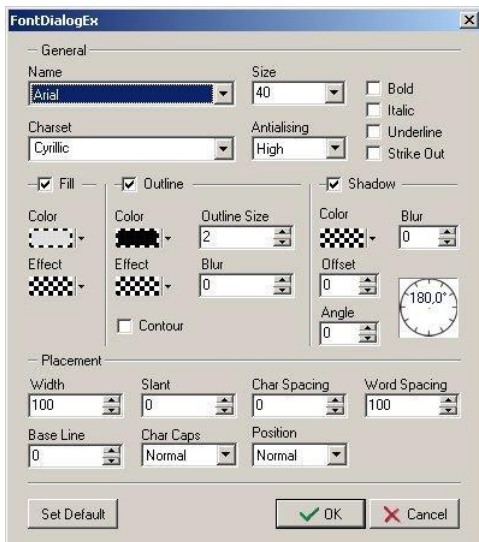 FontDialogEx
General
Name Size
Arial 40 Bold
Italic
Charset Antialising Underline
Cyrillic High Strike Out
Fill Outline Shadow
Color Color Outline Size Color Blur
2 0
Effect Effect Blur Offset
0 0 180,0°
Contour Angle
0
Placement
Width Slant Char Spacing Word Spacing
100 0 0 100
Base Line Char Caps Position
0 Normal Normal
Set Default OK Cancel